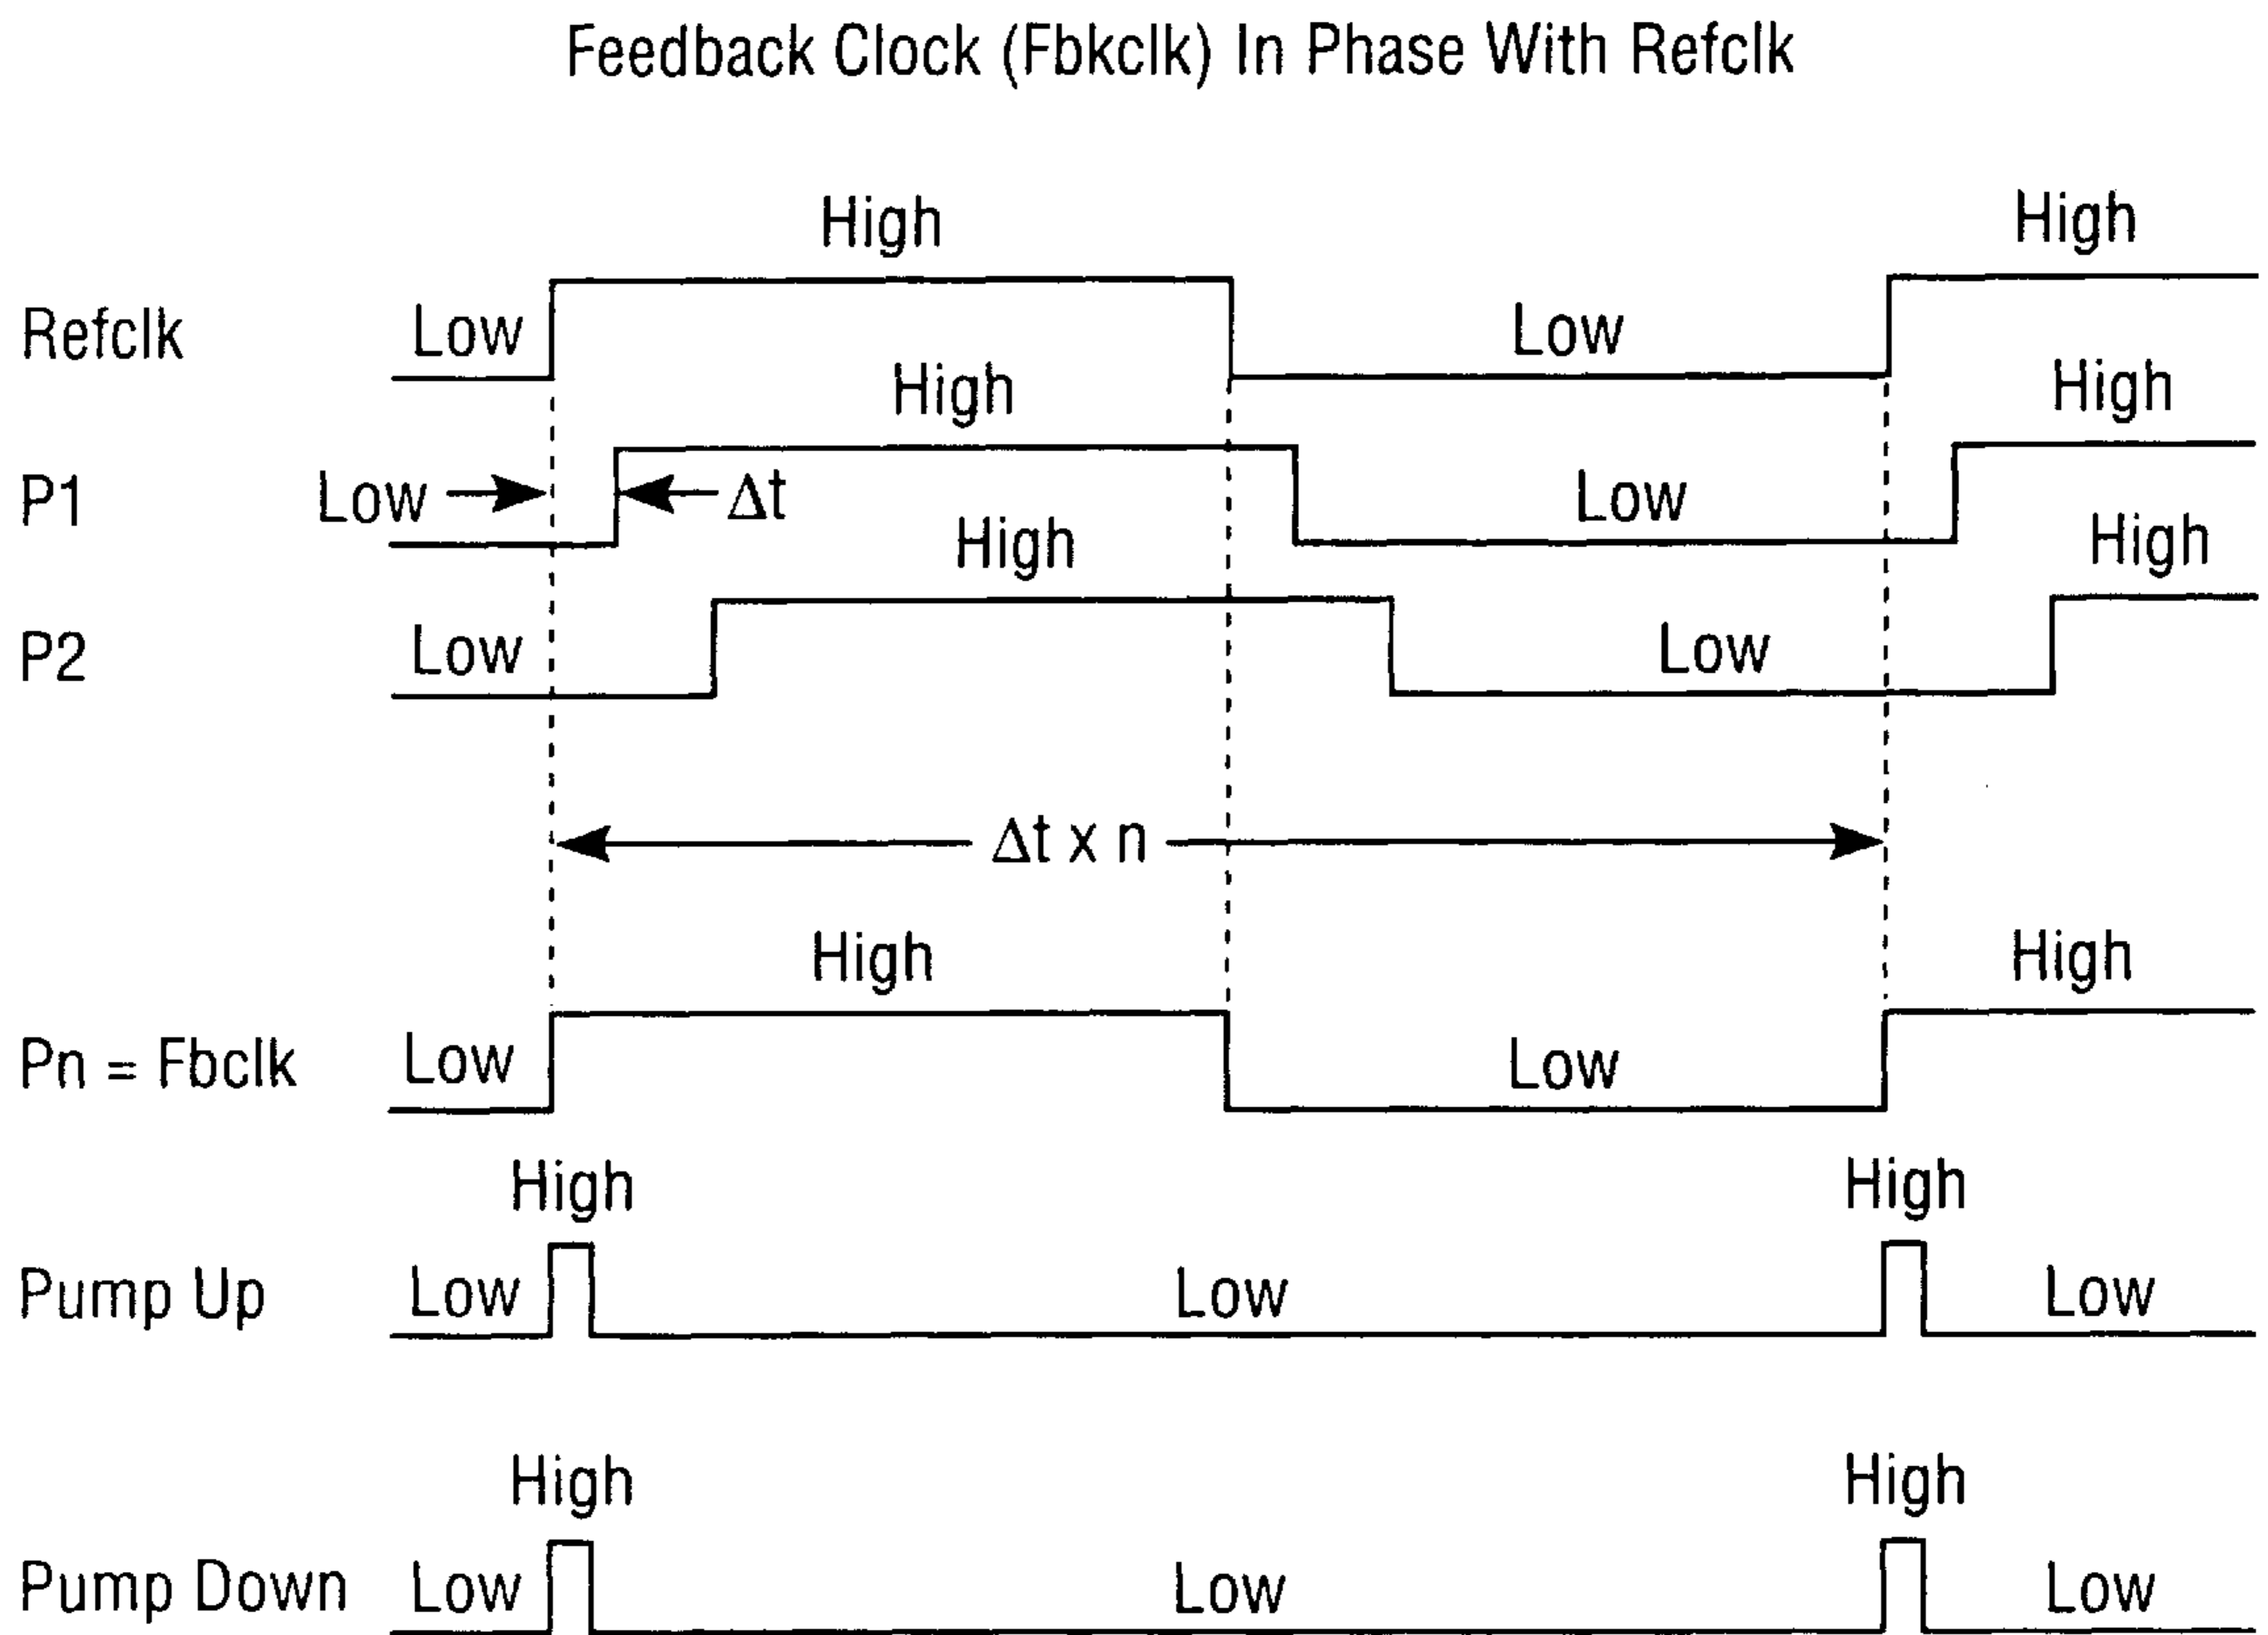 Feedback Clock (Fbkclk) In Phase With Refclk
High
High
Refclk
Low
Low
High
High
P1
Low
Δt
Low
High
High
P2
Low
Low
Δt x n
High
High
Pn = Fbclk
Low
Low
High
High
Pump Up
Low
Low
Low
High
High
Pump Down
Low
Low
Low